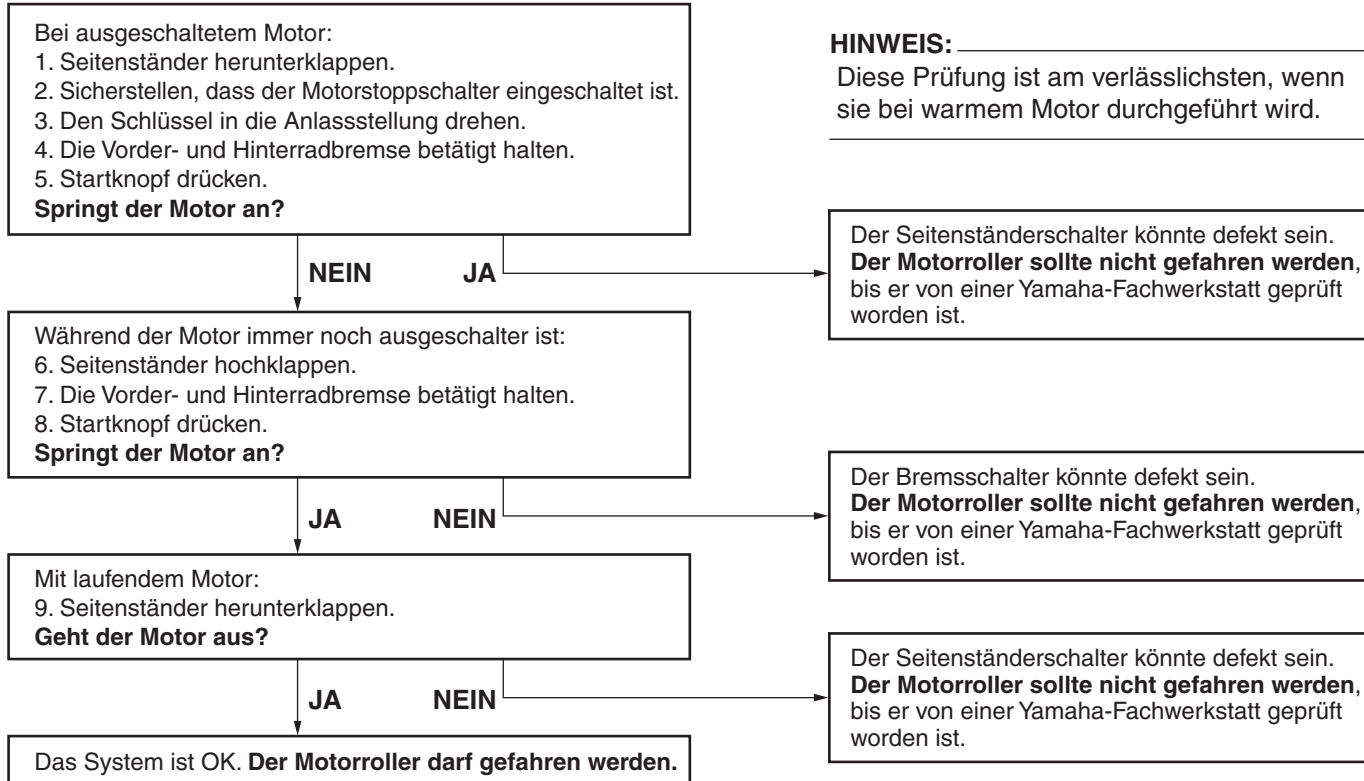 Bei ausgeschaltetem Motor:
1. Seitenständer herunterklappen.
2. Sicherstellen, dass der Motorstoppschalter eingeschaltet ist.
3. Den Schlüssel in die Anlassstellung drehen.
4. Die Vorder- und Hinterradbremse betätigt halten.
5. Startknopf drücken.
Springt der Motor an?
HINWEIS:
Diese Prüfung ist am verlässlichsten, wenn
sie bei warmem Motor durchgeführt wird.
NEIN JA
Der Seitenständerschalter könnte defekt sein.
Der Motorroller sollte nicht gefahren werden,
bis er von einer Yamaha-Fachwerkstatt geprüft
worden ist.
Während der Motor immer noch ausgeschalter ist:
6. Seitenständer hochklappen.
7. Die Vorder- und Hinterradbremse betätigt halten.
8. Startknopf drücken.
Springt der Motor an?
JA NEIN
Der Bremsschalter könnte defekt sein.
Der Motorroller sollte nicht gefahren werden,
bis er von einer Yamaha-Fachwerkstatt geprüft
worden ist.
Mit laufendem Motor:
9. Seitenständer herunterklappen.
Geht der Motor aus?
JA NEIN
Der Seitenständerschalter könnte defekt sein.
Der Motorroller sollte nicht gefahren werden,
bis er von einer Yamaha-Fachwerkstatt geprüft
worden ist.
Das System ist OK. Der Motorroller darf gefahren werden.